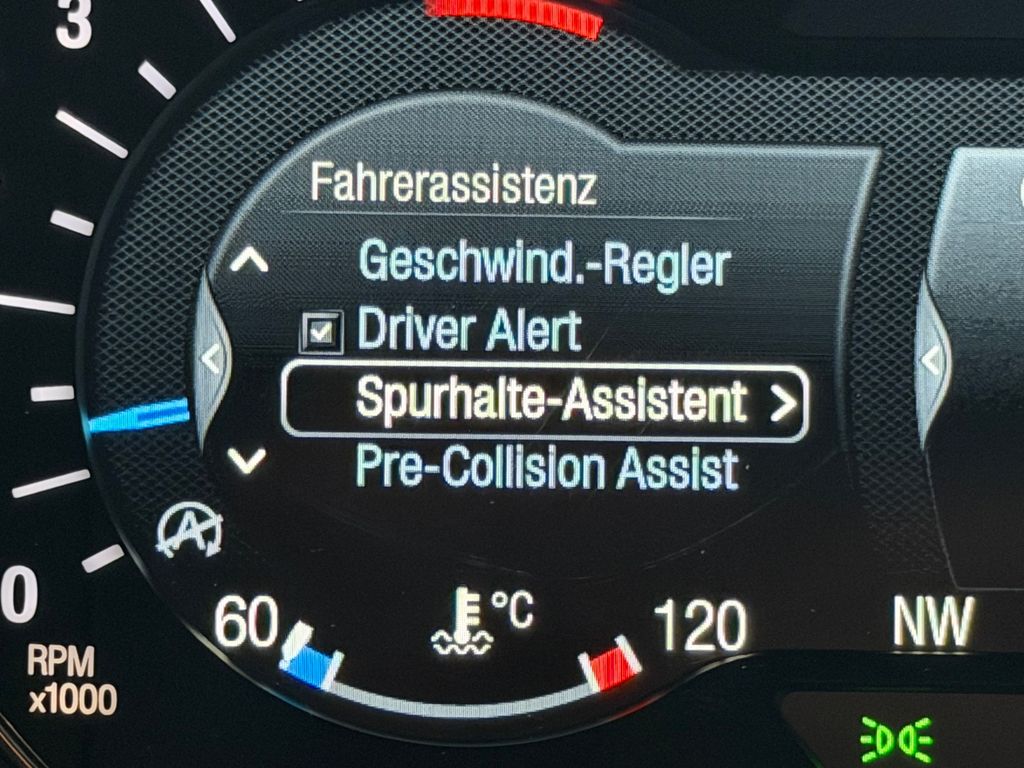 3
Fahrerassistenz
Geschwind.-Regler
Driver Alert
Spurhalte-Assistent
Pre-Collision Assist
A
0
60
°C
120
NW
RPM
x1000